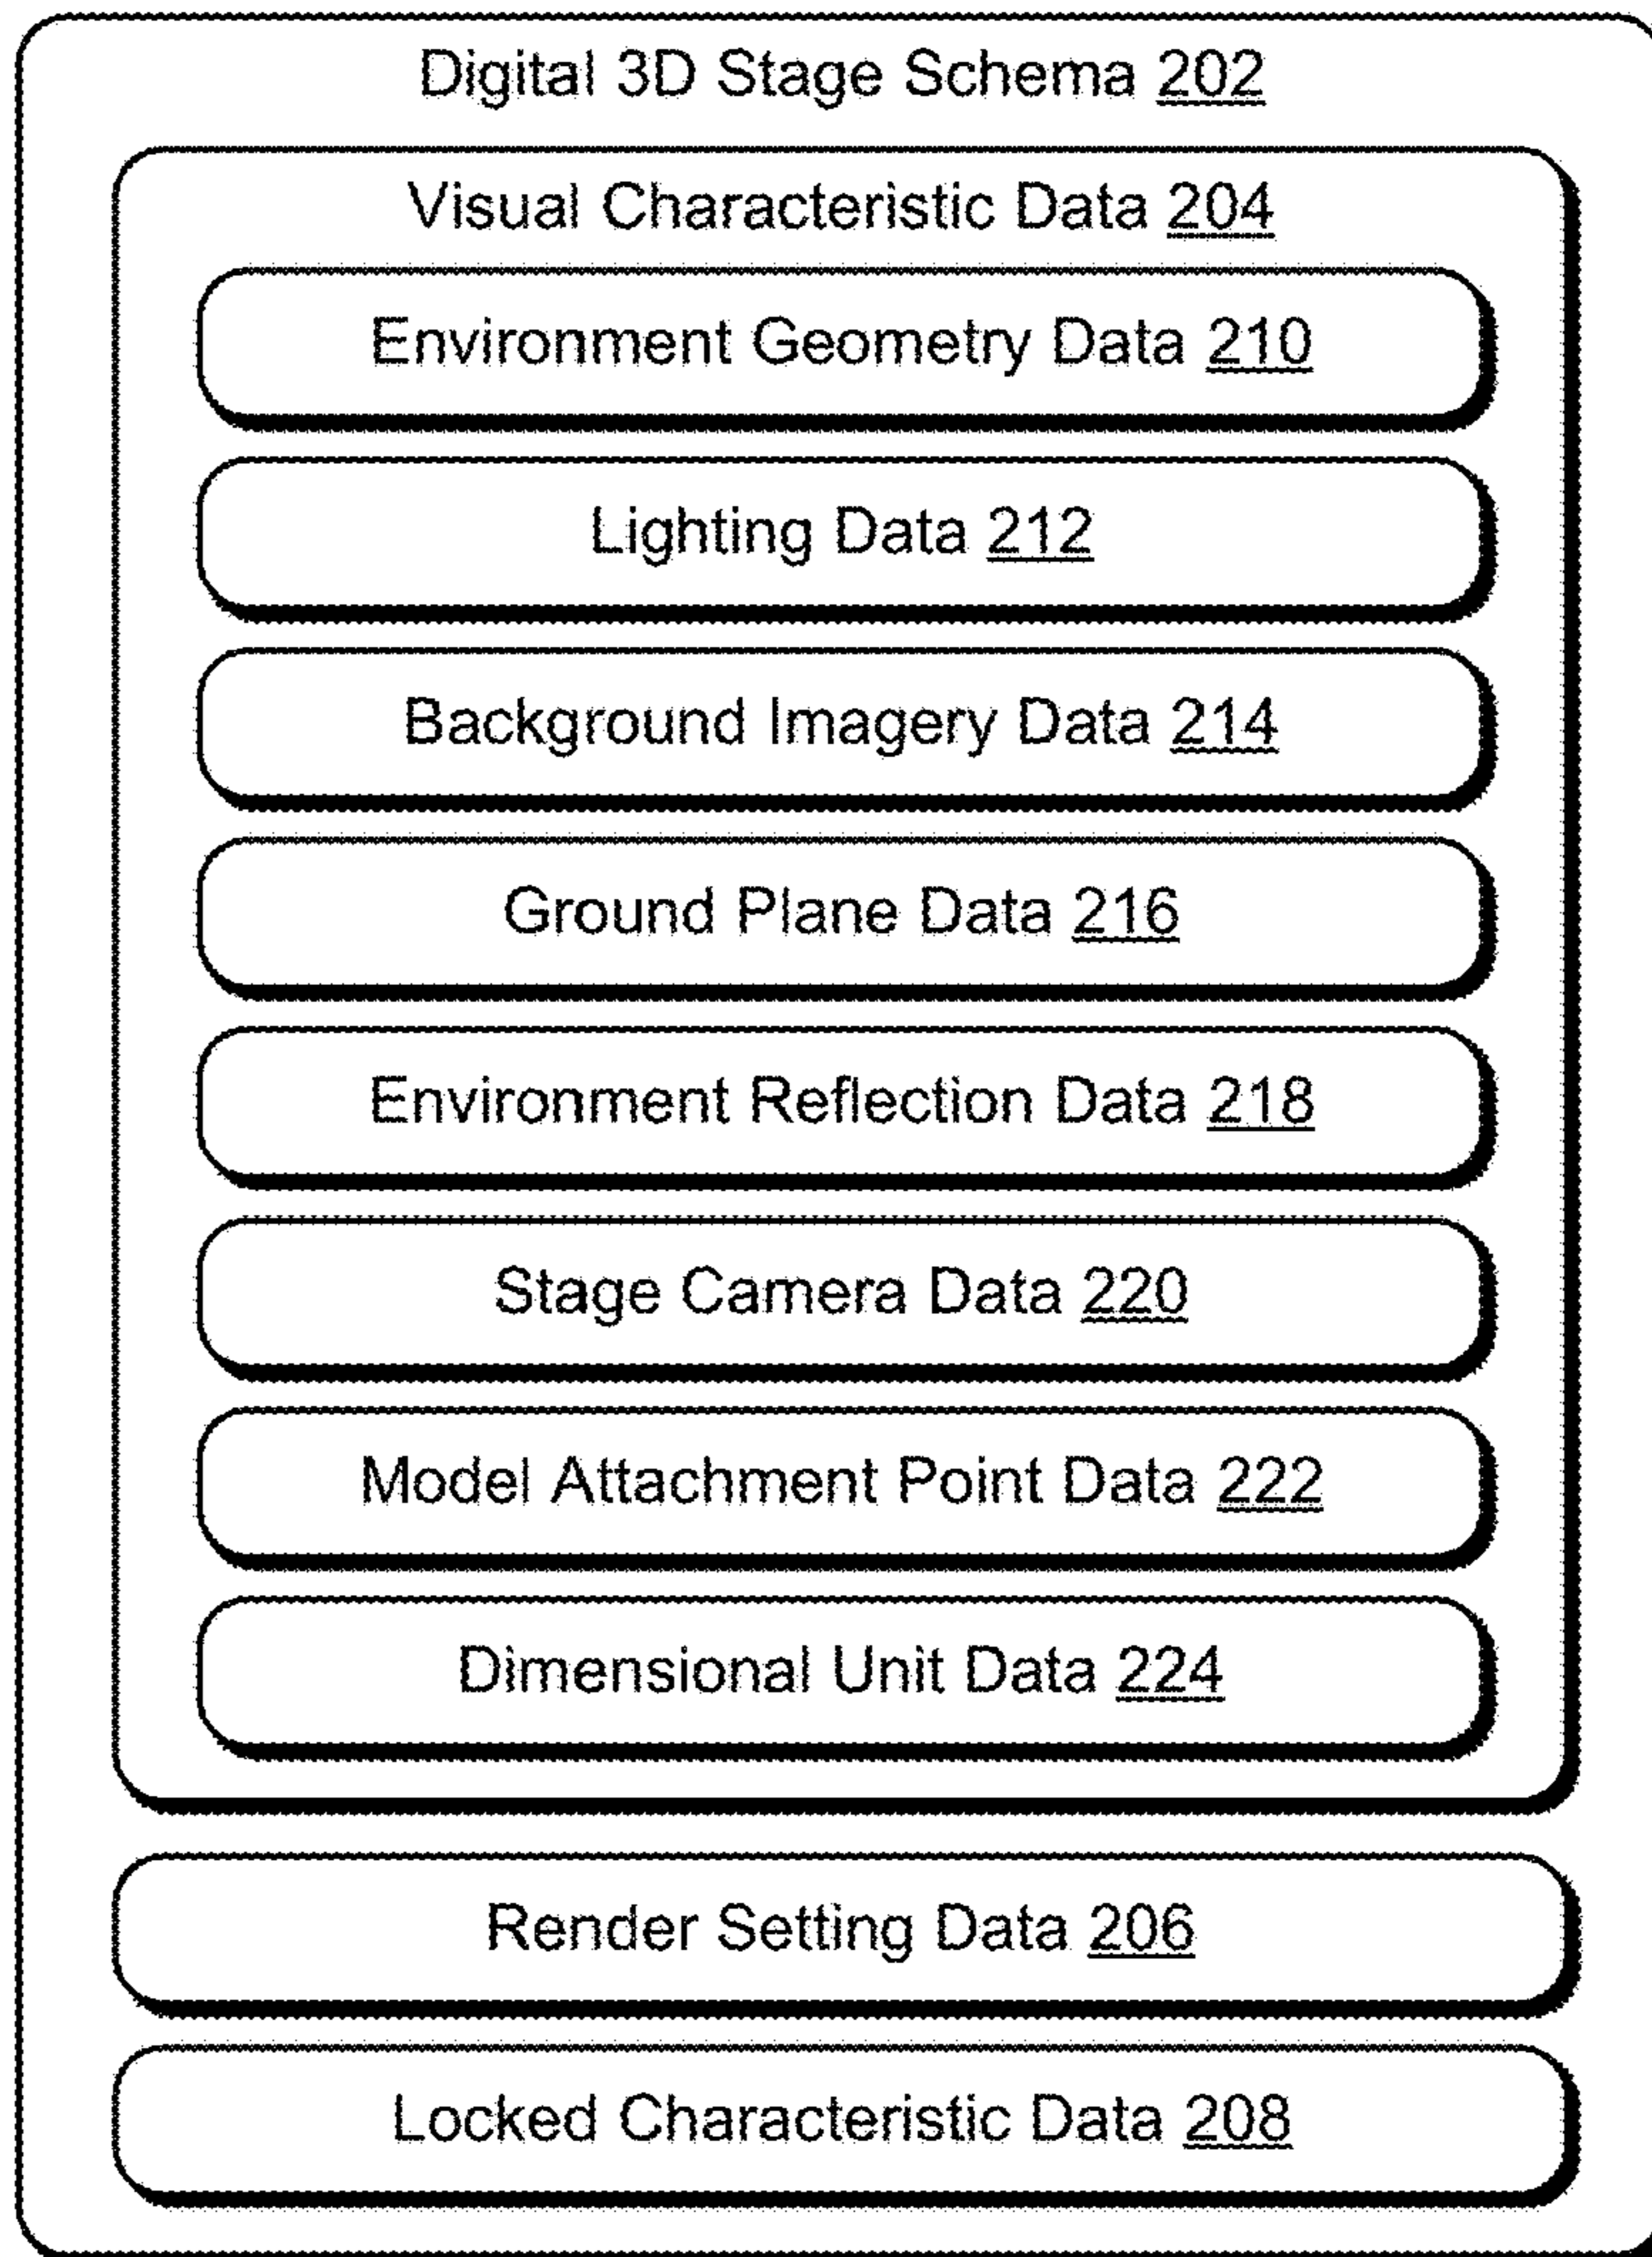 Digital 3D Stage Schema 202
Visual Characteristic Data 204
Environment Geometry Data 210
Lighting Data 212
Background Imagery Data 214
Ground Plane Data 216
Environment Reflection Data 218
Stage Camera Data 220
Model Attachment Point Data 222
Dimensional Unit Data 224
Render Setting Data 206
Locked Characteristic Data 208